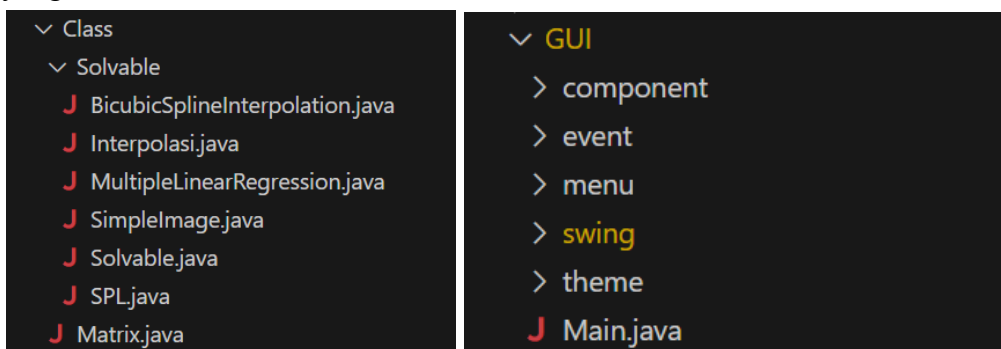 Class
Solvable
BicubicSplineInterpolation.java
Interpolasi.java
MultipleLinearRegression.java
SimpleImage.java
Solvable.java
SPL.java
Matrix.java
GUI
component
event
menu
swing
theme
Main.java